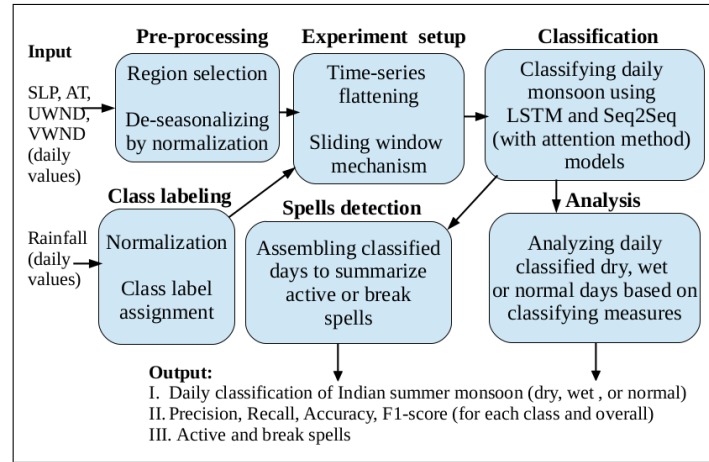 Input
SLP, AT,
UWND,
VWND
(daily
values)
Pre-processing
Region selection
De-seasonalizing
by normalization
Experiment setup
Time-series
flattening
Sliding window
mechanism
Classification
Classifying daily
monsoon using
LSTM and Seq2Seq
(with attention method)
models
Rainfall
(daily
values)
Class labeling
Normalization
Class label
assignment
Spells detection
Assembling classified
days to summarize
active or break
spells
Analysis
Analyzing daily
classified dry, wet
or normal days based on
classifying measures
Output:
I. Daily classification of Indian summer monsoon (dry, wet , or normal)
II. Precision, Recall, Accuracy, F1-score (for each class and overall)
III. Active and break spells